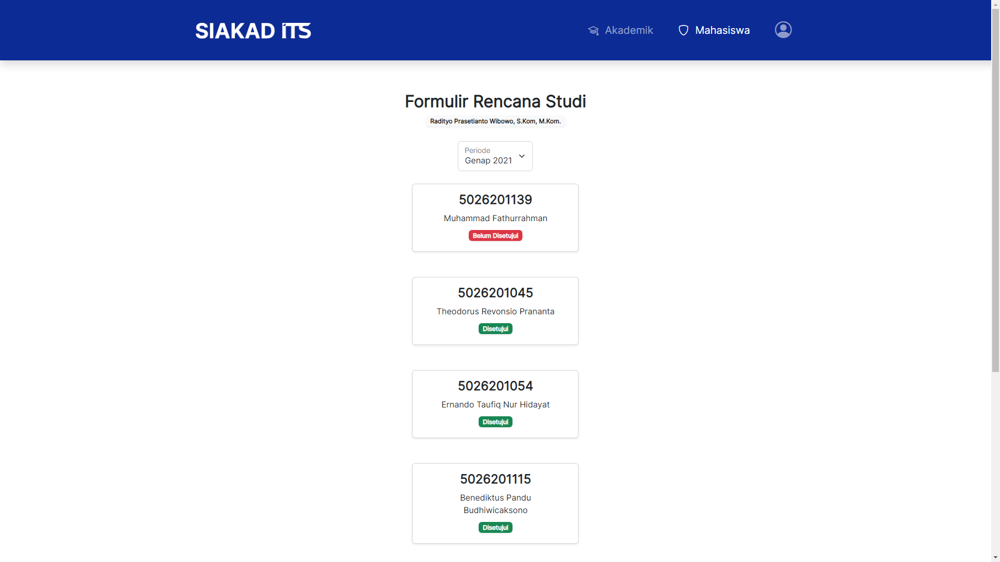 SIAKAD ITS
Akademik
Mahasiswa
Formulir Rencana Studi
Radityo Prasetianto Wibowo, S.Kom, M.Kom.
Periode
Genap 2021
5026201139
Muhammad Fathurrahman
Belum Disetujui
5026201045
Theodorus Revonsio Prananta
Disetujui
5026201054
Ernando Taufiq Nur Hidayat
Disetujui
5026201115
Benediktus Pandu
Budhiwicaksono
Disetujui